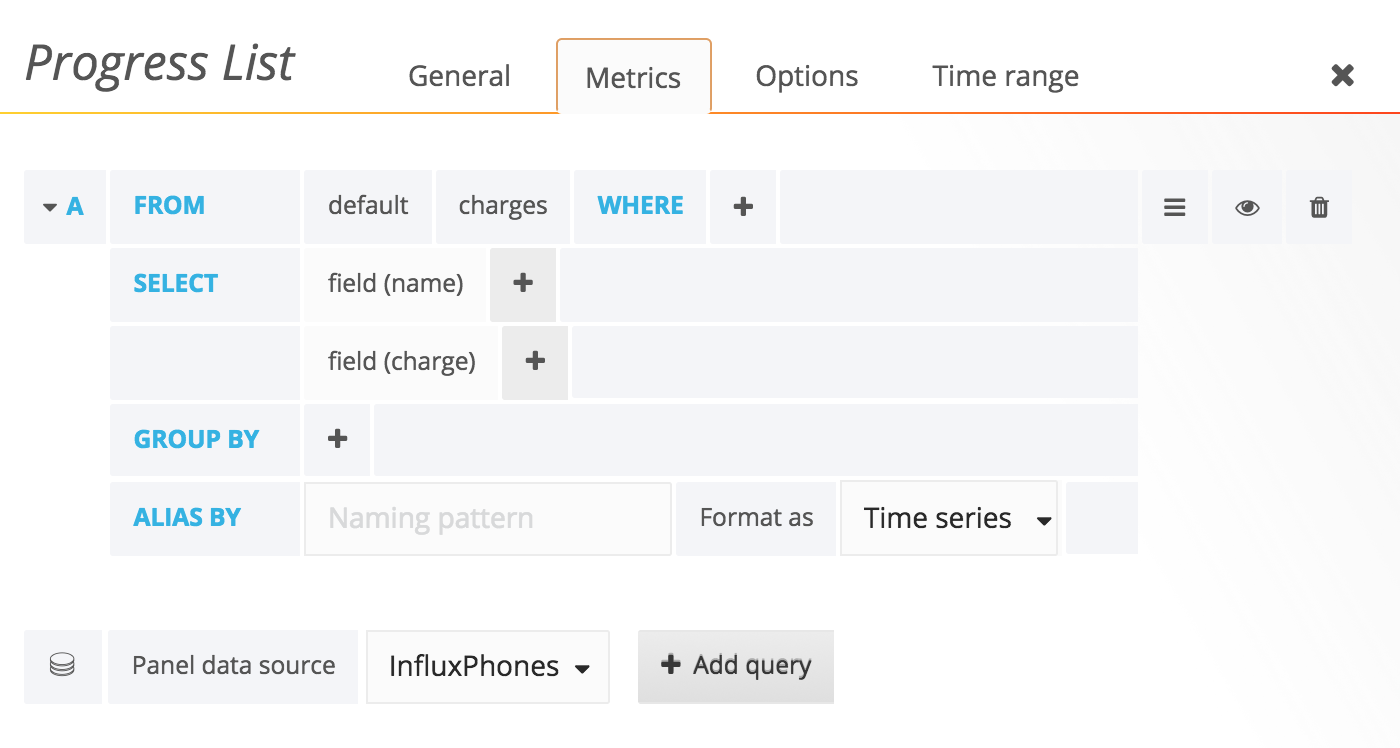 Progress List General Metrics Options Time range
A FROM default charges WHERE
SELECT field (name)
field (charge)
GROUP BY
ALIAS BY Naming pattern Format as Time series
Panel data source InfluxPhones Add query